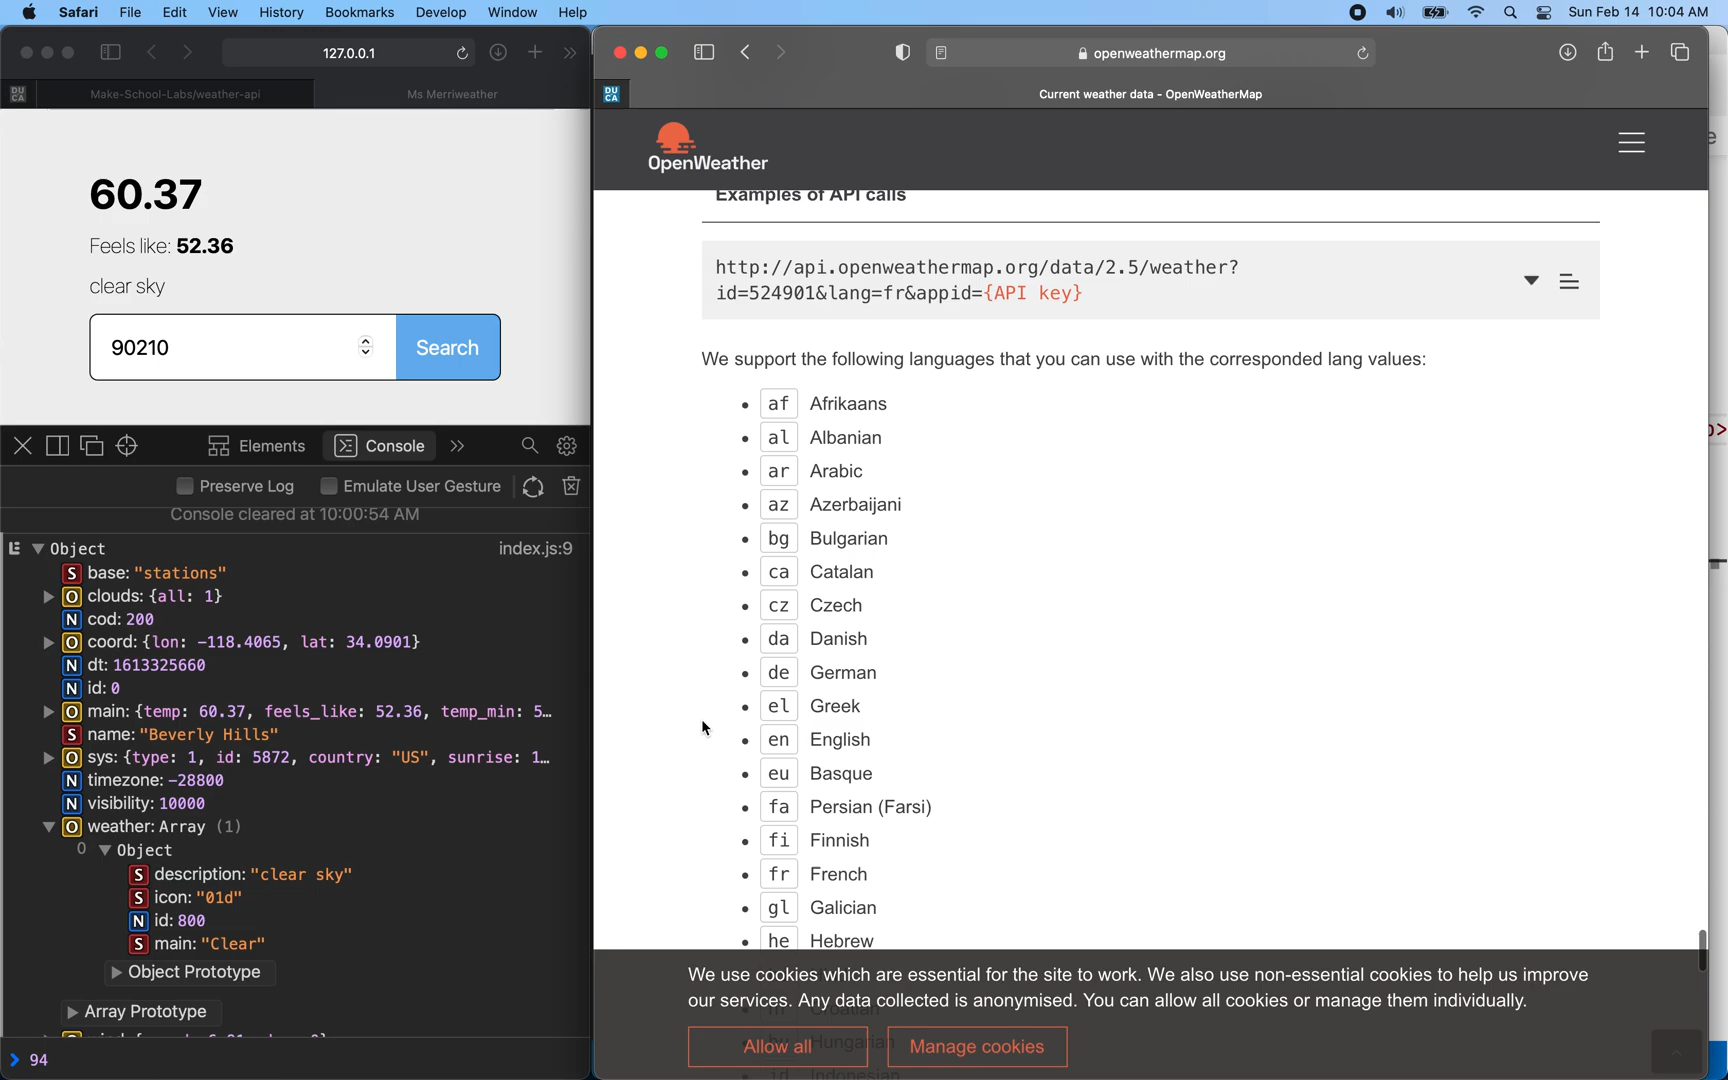 Safari File Edit View History Bookmarks Develop Window Help Sun Feb 14 10:04 AM
127.0.0.1
DU CA Make-School-Labs/weather-api Ms Merriweather
60.37
Feels like: 52.36
clear sky
90210 Search
Elements Console
Preserve Log Emulate User Gesture
Console cleared at 10:00:54 AM
E Object index.js:9
S base: "stations"
O clouds: {all: 1}
N cod: 200
O coord: {lon: -118.4065, lat: 34.0901}
N dt: 1613325660
N id: 0
O main: {temp: 60.37, feels_like: 52.36, temp_min: 5…
S name: "Beverly Hills"
O sys: {type: 1, id: 5872, country: "US", sunrise: 1…
N timezone: -28800
N visibility: 10000
O weather: Array (1)
0 Object
S description: "clear sky"
S icon: "01d"
N id: 800
S main: "Clear"
Object Prototype
Array Prototype
94
openweathermap.org
DU CA Current weather data - OpenWeatherMap
OpenWeather
Examples of API calls
http://api.openweathermap.org/data/2.5/weather?
id=524901&lang=fr&appid={API key}
We support the following languages that you can use with the corresponded lang values:
• af Afrikaans
• al Albanian
• ar Arabic
• az Azerbaijani
• bg Bulgarian
• ca Catalan
• cz Czech
• da Danish
• de German
• el Greek
• en English
• eu Basque
• fa Persian (Farsi)
• fi Finnish
• fr French
• gl Galician
• he Hebrew
We use cookies which are essential for the site to work. We also use non-essential cookies to help us improve
our services. Any data collected is anonymised. You can allow all cookies or manage them individually.
Croatian
Allow all Manage cookies
Hungarian
id Indonesian